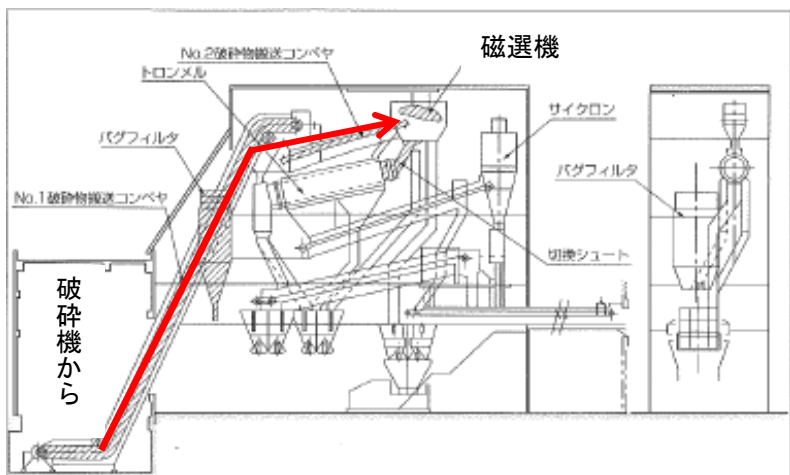 No.2破砕物搬送コンベヤ
磁選機
トロンメル
サイクロン
バグフィルタ
バグフィルタ
No.1破砕物搬送コンベヤ
切換シュート
破砕機から